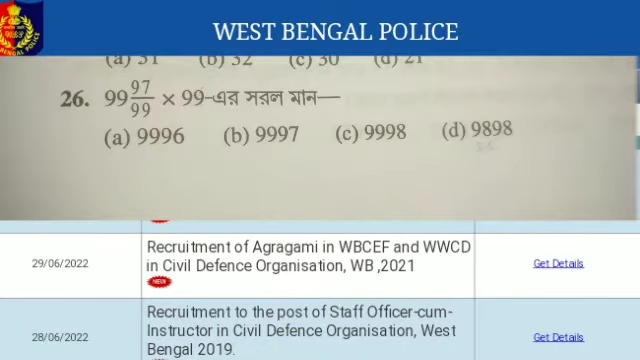 WEST BENGAL POLICE
(a) 31 (b) 32 (c) 30 (d) 21
26. 99 97/99 × 99-এর সরল মান—
(a) 9996 (b) 9997 (c) 9998 (d) 9898
29/06/2022
Recruitment of Agragami in WBCEF and WWCD
in Civil Defence Organisation, WB ,2021
NEW
Get Details
28/06/2022
Recruitment to the post of Staff Officer-cum-
Instructor in Civil Defence Organisation, West
Bengal 2019.
Get Details